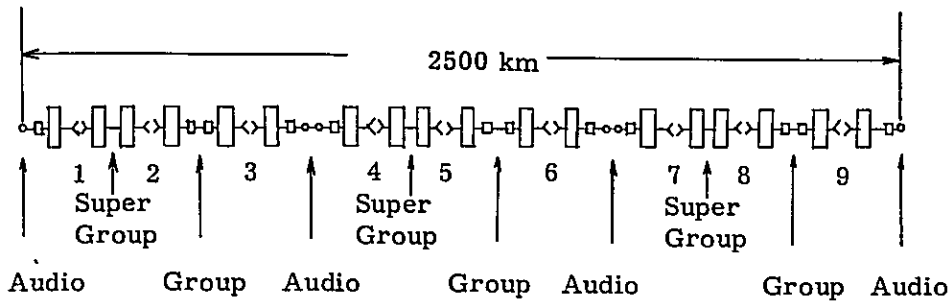 2500 km
1 2 3 4 5 6 7 8 9
Super Super Super
Group Group Group
Audio Group Audio Group Audio Group Audio